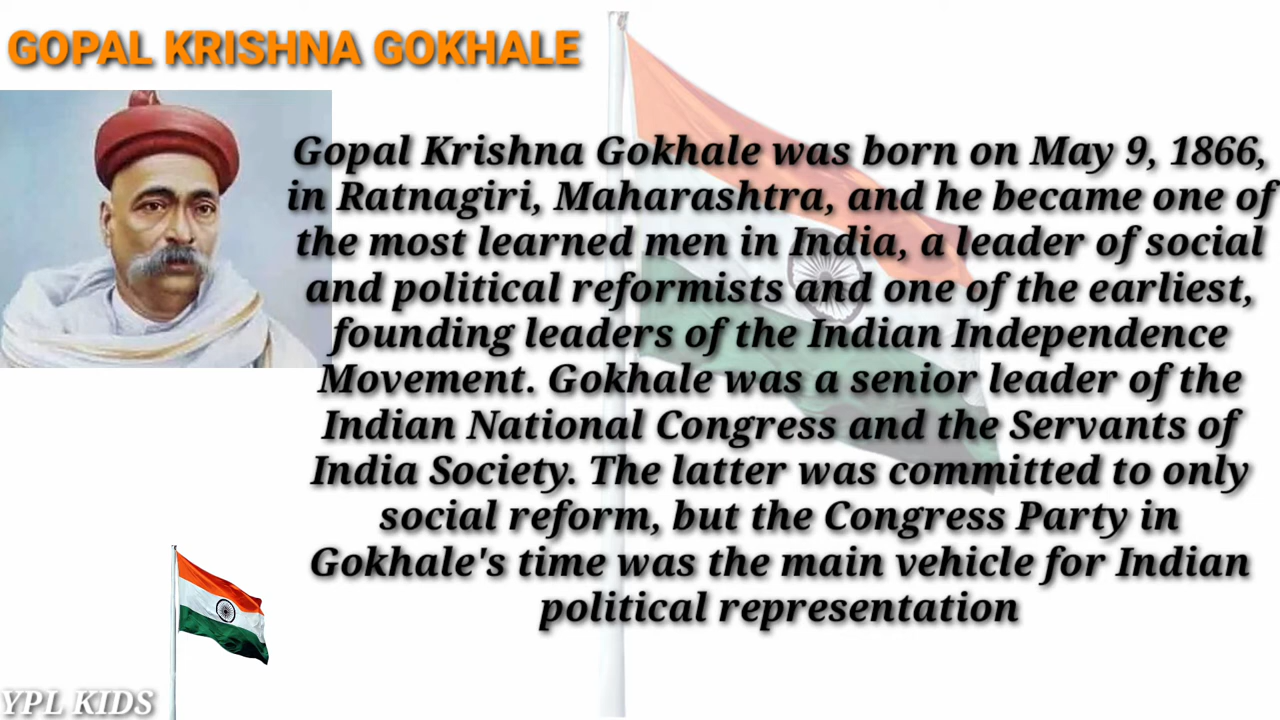 GOPAL KRISHNA GOKHALE
Gopal Krishna Gokhale was born on May 9, 1866,
in Ratnagiri, Maharashtra, and he became one of
the most learned men in India, a leader of social
and political reformists and one of the earliest,
founding leaders of the Indian Independence
Movement. Gokhale was a senior leader of the
Indian National Congress and the Servants of
India Society. The latter was committed to only
social reform, but the Congress Party in
Gokhale's time was the main vehicle for Indian
political representation
YPL KIDS